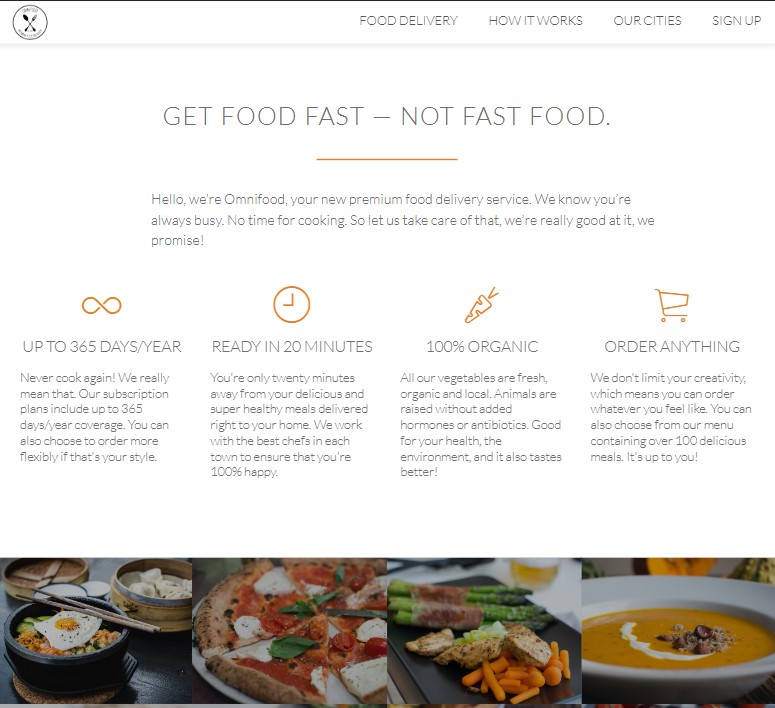 FOOD DELIVERY HOW IT WORKS OUR CITIES SIGN UP
GET FOOD FAST — NOT FAST FOOD.
Hello, we're Omnifood, your new premium food delivery service. We know you're
always busy. No time for cooking. So let us take care of that, we're really good at it, we
promise!
UP TO 365 DAYS/YEAR
Never cook again! We really
mean that. Our subscription
plans include up to 365
days/year coverage. You can
also choose to order more
flexibly if that's your style.
READY IN 20 MINUTES
You're only twenty minutes
away from your delicious and
super healthy meals delivered
right to your home. We work
with the best chefs in each
town to ensure that you're
100% happy.
100% ORGANIC
All our vegetables are fresh,
organic and local. Animals are
raised without added
hormones or antibiotics. Good
for your health, the
environment, and it also tastes
better!
ORDER ANYTHING
We don't limit your creativity,
which means you can order
whatever you feel like. You can
also choose from our menu
containing over 100 delicious
meals. It's up to you!